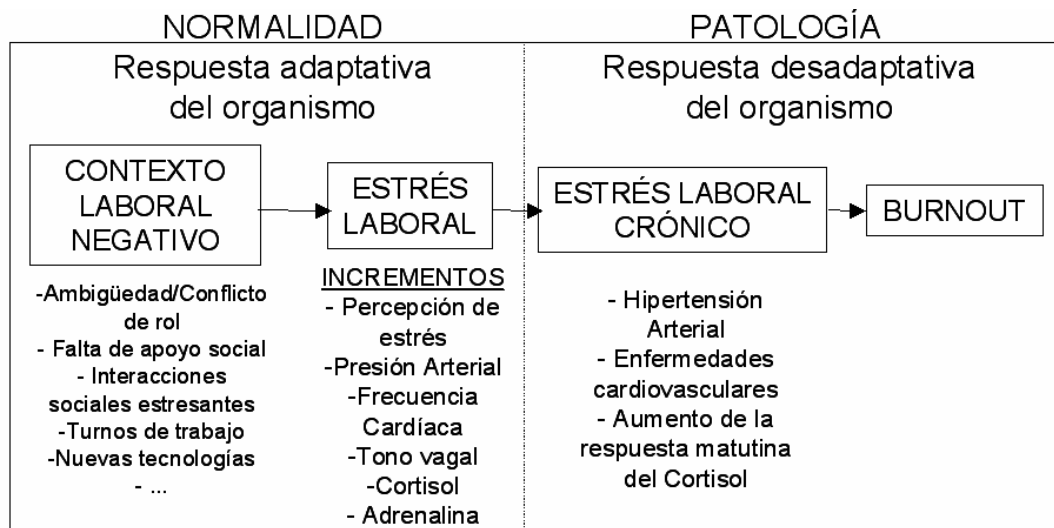 NORMALIDAD
PATOLOGÍA
Respuesta adaptativa
del organismo
Respuesta desadaptativa
del organismo
CONTEXTO
LABORAL
NEGATIVO
ESTRÉS
LABORAL
ESTRÉS LABORAL
CRÓNICO
BURNOUT
-Ambigüedad/Conflicto
de rol
- Falta de apoyo social
- Interacciones
sociales estresantes
-Turnos de trabajo
-Nuevas tecnologías
- ...
INCREMENTOS
- Percepción de
estrés
-Presión Arterial
-Frecuencia
Cardíaca
-Tono vagal
-Cortisol
- Adrenalina
- Hipertensión
Arterial
- Enfermedades
cardiovasculares
- Aumento de la
respuesta matutina
del Cortisol